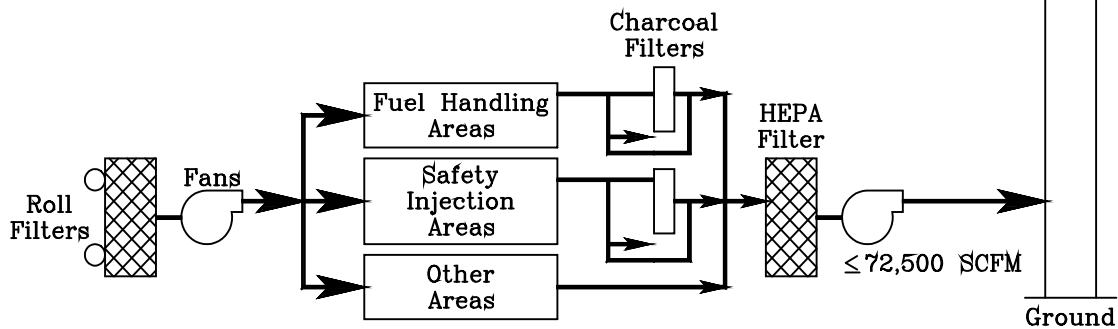 Charcoal
Filters
Fuel Handling
Areas
HEPA
Filter
Fans
Safety
Injection
Areas
Roll
Filters
≤72,500 SCFM
Other
Areas
Ground